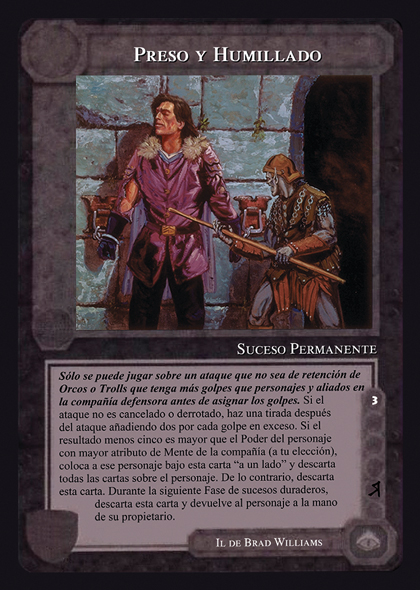 Preso y Humillado
Suceso Permanente
Sólo se puede jugar sobre un ataque que no sea de retención de
Orcos o Trolls que tenga más golpes que personajes y aliados en
la compañía defensora antes de asignar los golpes. Si el
ataque no es cancelado o derrotado, haz una tirada después
del ataque añadiendo dos por cada golpe en exceso. Si el
resultado menos cinco es mayor que el Poder del personaje
con mayor atributo de Mente de la compañía (a tu elección),
coloca a ese personaje bajo esta carta “a un lado” y descarta
todas las cartas sobre el personaje. De lo contrario, descarta
esta carta. Durante la siguiente Fase de sucesos duraderos,
descarta esta carta y devuelve al personaje a la mano
de su propietario.
3
Il de Brad Williams